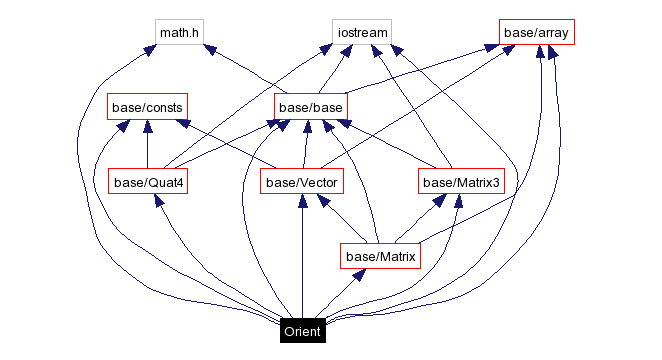 math.h
iostream
base/array
base/consts
base/base
base/Quat4
base/Vector
base/Matrix3
base/Matrix
Orient